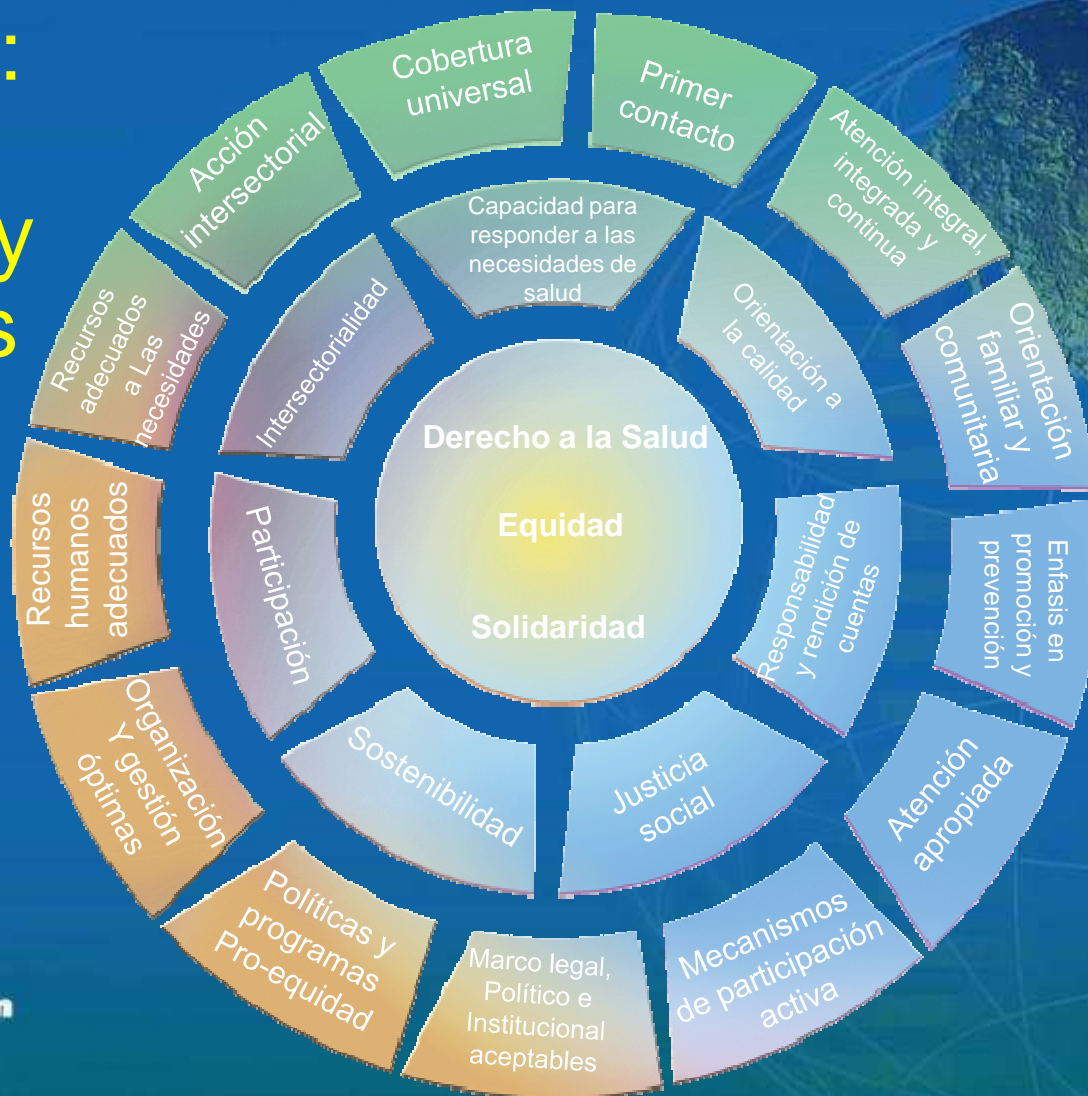 :
y
s
Cobertura
universal
Primer
contacto
Atención integral,
integrada y
continua
Orientación
familiar y
comunitaria
Enfasis en
promoción y
prevención
Atención
apropiada
Mecanismos
de participación
activa
Marco legal,
Político e
Institucional
aceptables
Políticas y
programas
Pro-equidad
Organización
Y gestión
óptimas
Recursos
humanos
adecuados
Recursos
adecuados
a Las
necesidades
Acción
intersectorial
Capacidad para
responder a las
necesidades de
salud
Orientación a
la calidad
Responsabilidad
y rendición de
cuentas
Justicia
social
Sostenibilidad
Participación
Intersectorialidad
Derecho a la Salud
Equidad
Solidaridad
n